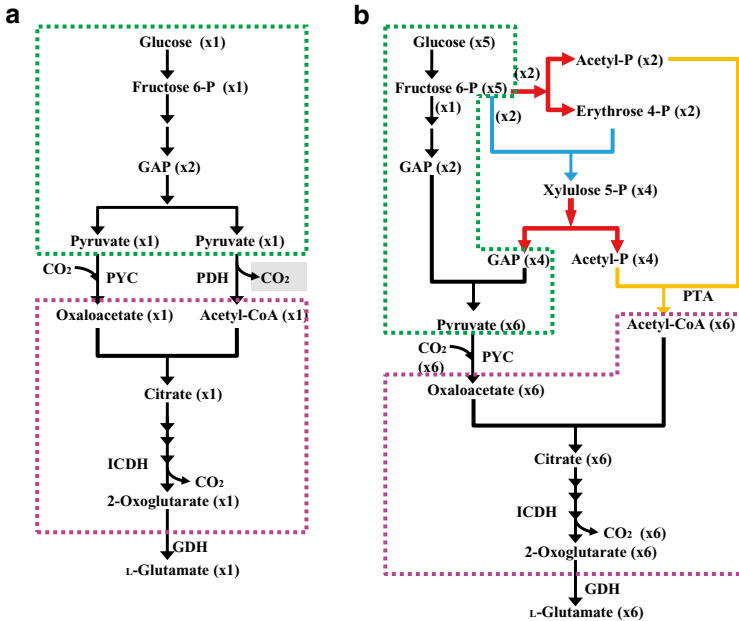 a
Glucose (x1)
Fructose 6-P (x1)
GAP (x2)
Pyruvate (x1)
Pyruvate (x1)
CO₂
PYC
PDH
CO₂
Oxaloacetate (x1)
Acetyl-CoA (x1)
Citrate (x1)
ICDH
CO₂
2-Oxoglutarate (x1)
GDH
L-Glutamate (x1)
b
Glucose (x5)
(x2)
Acetyl-P (x2)
Fructose 6-P (x5)
(x1)
(x2)
Erythrose 4-P (x2)
GAP (x2)
Xylulose 5-P (x4)
GAP (x4)
Acetyl-P (x4)
PTA
Pyruvate (x6)
Acetyl-CoA (x6)
CO₂
(x6)
PYC
Oxaloacetate (x6)
Citrate (x6)
ICDH
CO₂ (x6)
2-Oxoglutarate (x6)
GDH
L-Glutamate (x6)